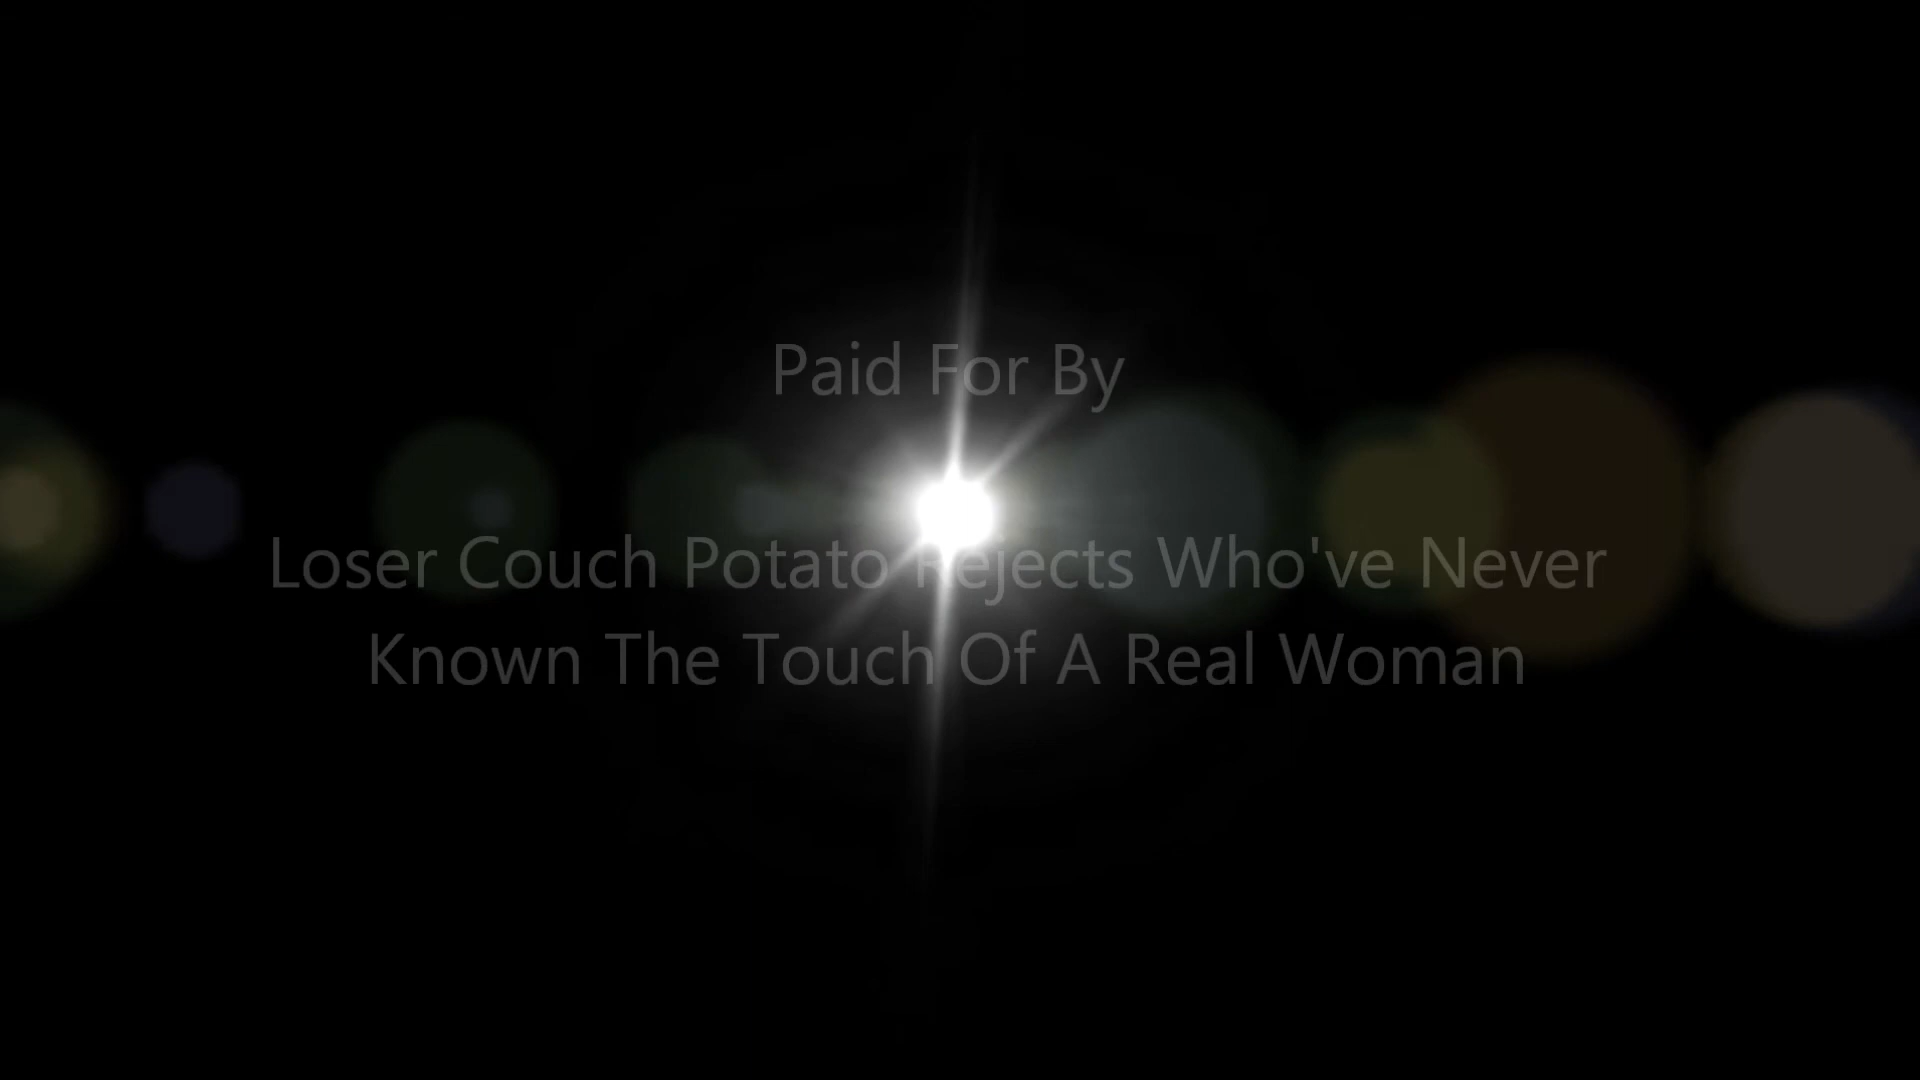 Paid For By
Loser Couch Potato Rejects Who've Never
Known The Touch Of A Real Woman